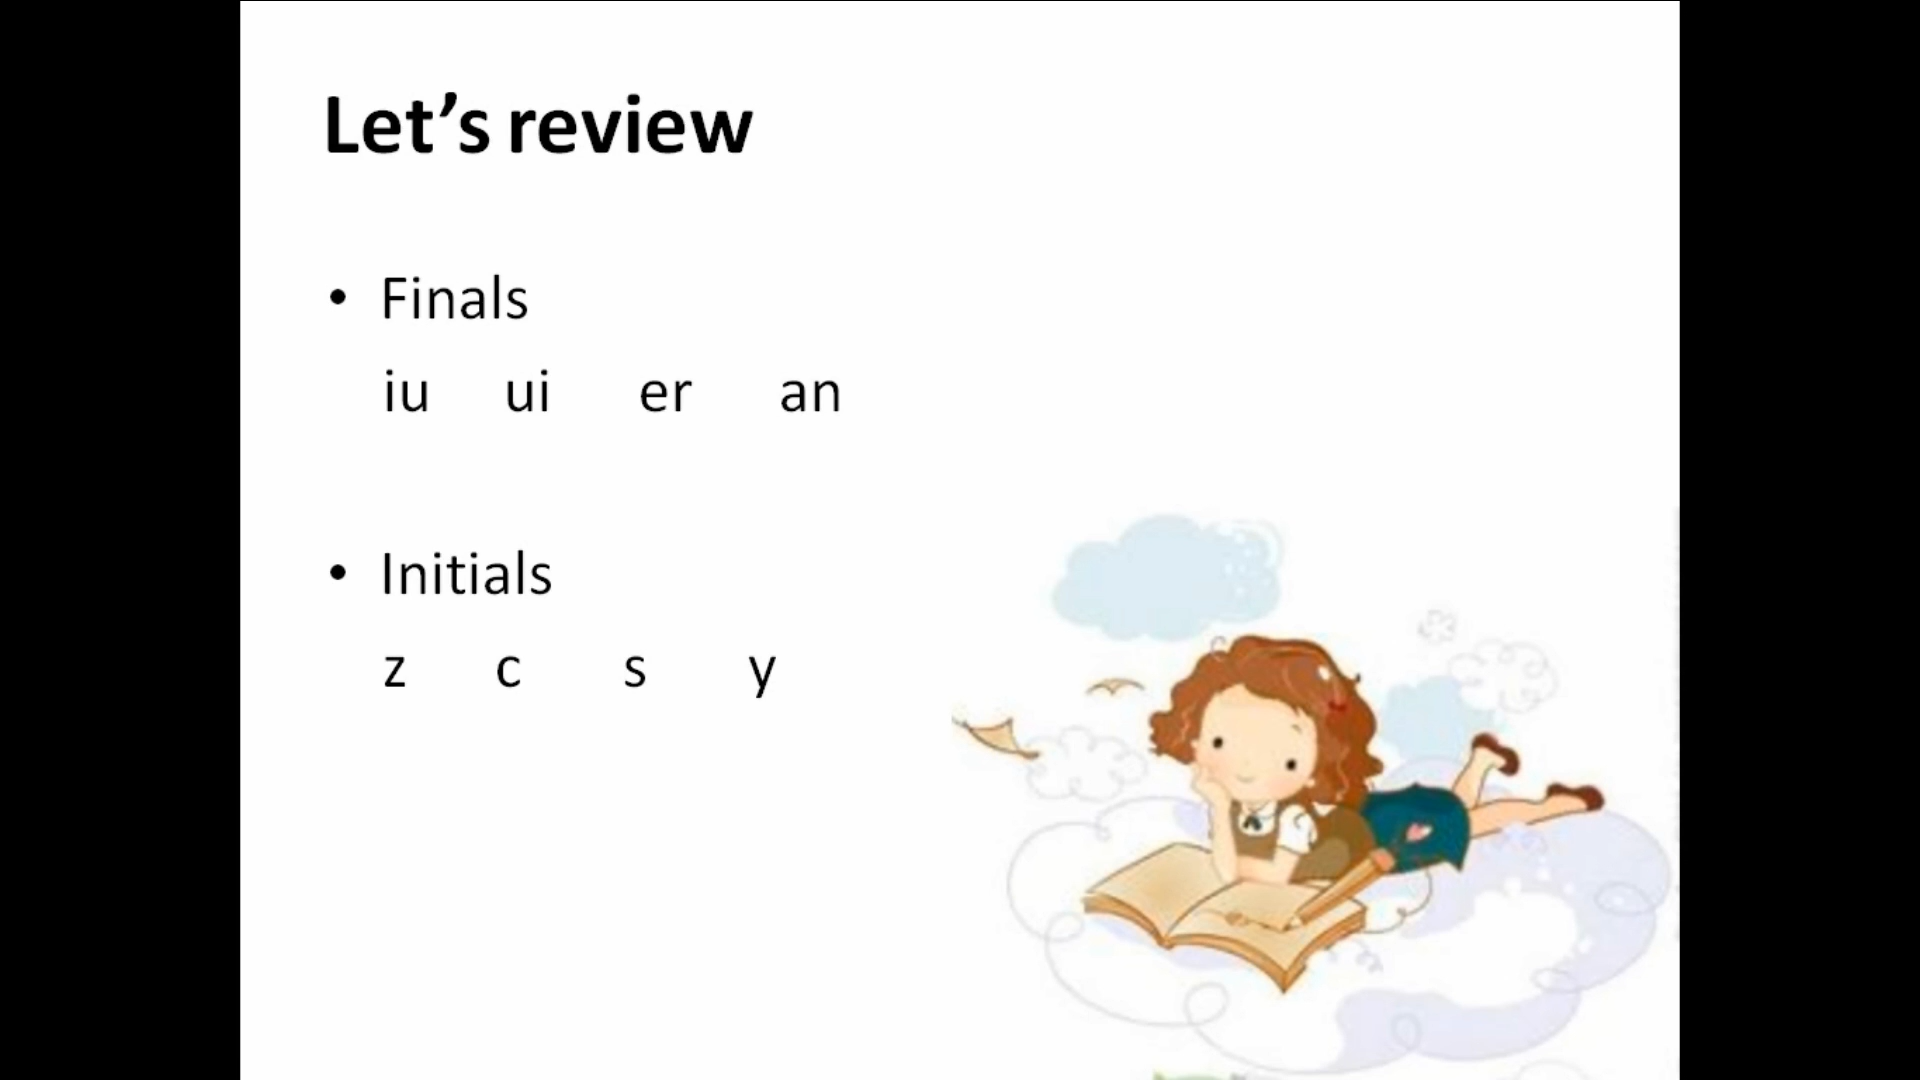 Let’s review
• Finals
iu ui er an
• Initials
z c s y